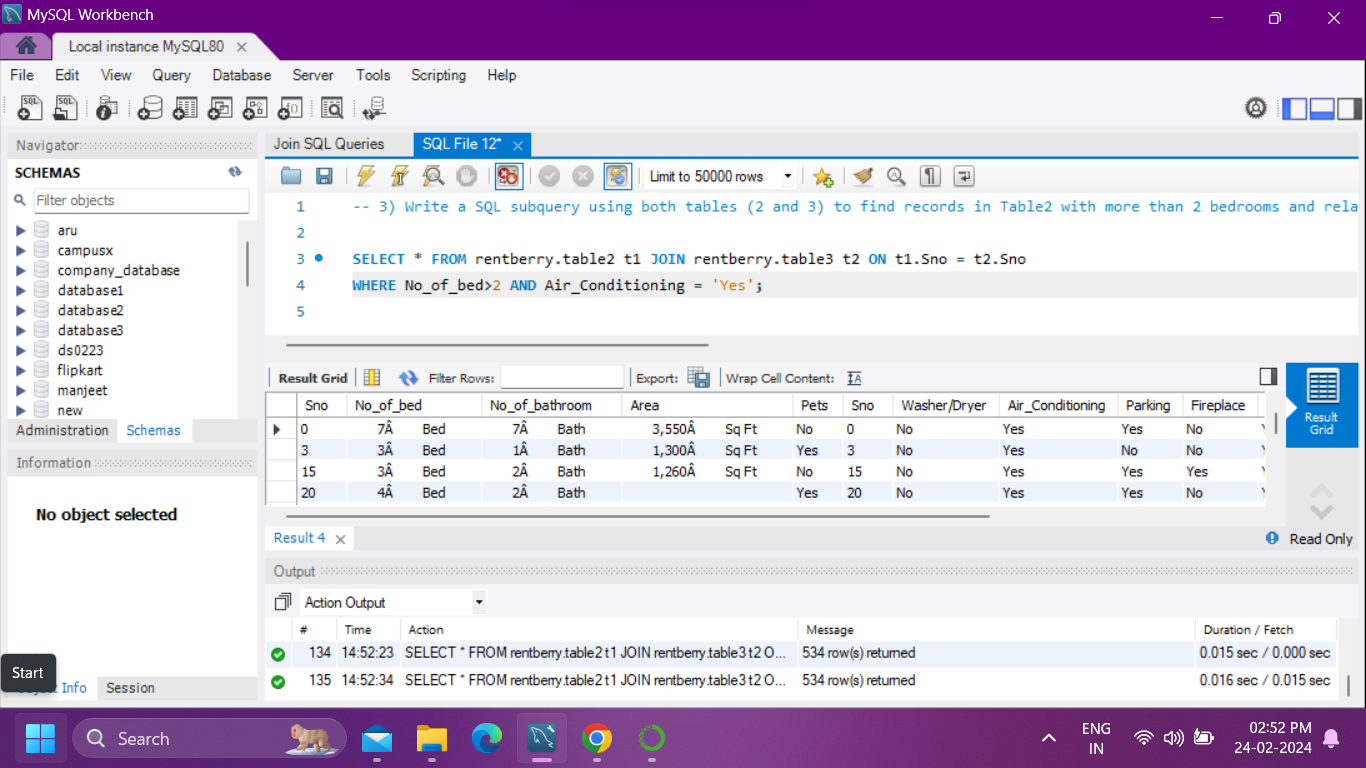 MySQL Workbench
Local instance MySQL80
File Edit View Query Database Server Tools Scripting Help
Navigator
SCHEMAS
Filter objects
aru
campusx
company_database
database1
database2
database3
ds0223
flipkart
manjeet
new
Administration Schemas
Information
No object selected
Start
Info Session
Join SQL Queries SQL File 12*
Limit to 50000 rows
1 -- 3) Write a SQL subquery using both tables (2 and 3) to find records in Table2 with more than 2 bedrooms and rela
2
3 SELECT * FROM rentberry.table2 t1 JOIN rentberry.table3 t2 ON t1.Sno = t2.Sno
4 WHERE No_of_bed>2 AND Air_Conditioning = 'Yes';
5
Result Grid Filter Rows: Export: Wrap Cell Content:
Sno No_of_bed No_of_bathroom Area Pets Sno Washer/Dryer Air_Conditioning Parking Fireplace
0 7Â Bed 7Â Bath 3,550Â Sq Ft No 0 No Yes Yes No
3 3Â Bed 1Â Bath 1,300Â Sq Ft Yes 3 No Yes No No
15 3Â Bed 2Â Bath 1,260Â Sq Ft No 15 No Yes Yes Yes
20 4Â Bed 2Â Bath Yes 20 No Yes Yes No
Result Grid
Result 4
Read Only
Output
Action Output
# Time Action Message Duration / Fetch
134 14:52:23 SELECT * FROM rentberry.table2 t1 JOIN rentberry.table3 t2 O... 534 row(s) returned 0.015 sec / 0.000 sec
135 14:52:34 SELECT * FROM rentberry.table2 t1 JOIN rentberry.table3 t2 O... 534 row(s) returned 0.016 sec / 0.015 sec
Search
ENG
IN
02:52 PM
24-02-2024